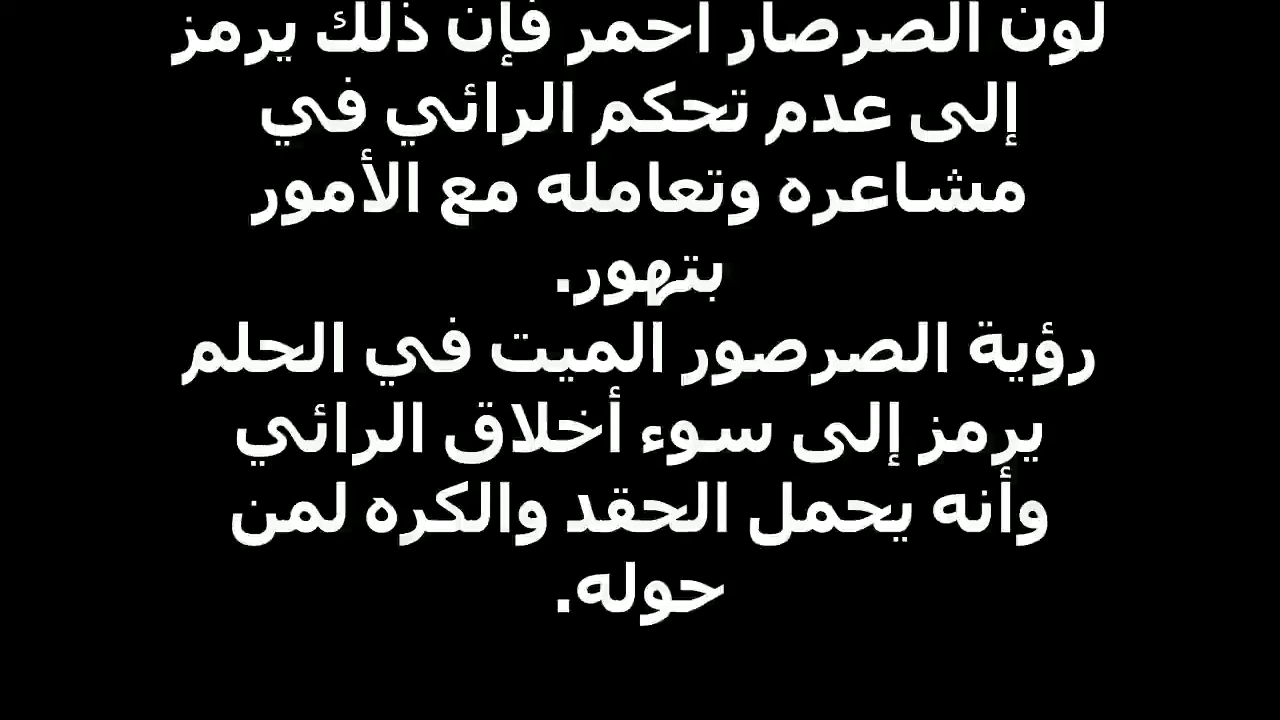 لون الصرصار أحمر فإن ذلك يرمز
إلى عدم تحكم الرائي في
مشاعره وتعامله مع الأمور
بتهور.
رؤية الصرصور الميت في الحلم
يرمز إلى سوء أخلاق الرائي
وأنه يحمل الحقد والكره لمن
حوله.